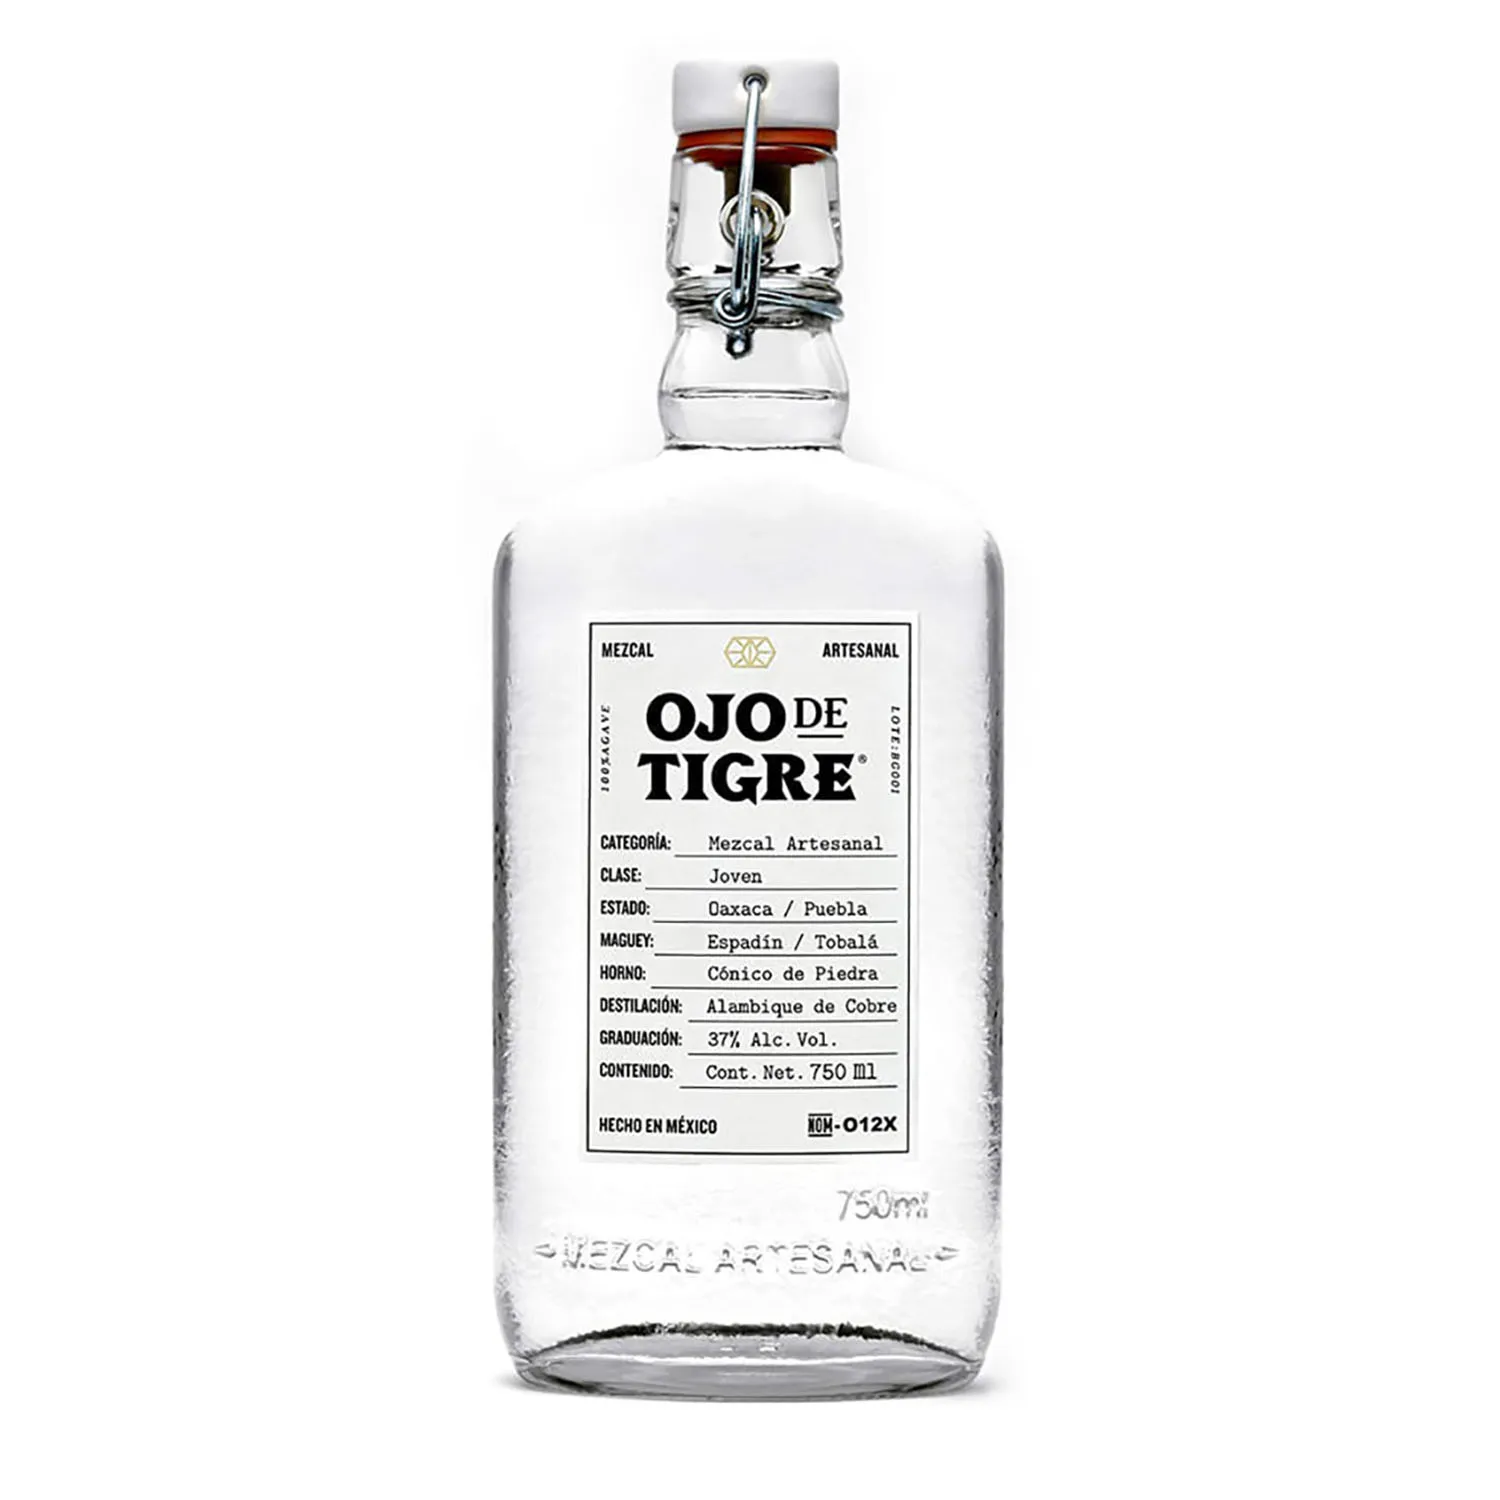 MEZCAL ARTESANAL
OJO DE
TIGRE®
100% AGAVE
LOTE: BG001
CATEGORÍA: Mezcal Artesanal
CLASE: Joven
ESTADO: Oaxaca / Puebla
MAGUEY: Espadín / Tobalá
HORNO: Cónico de Piedra
DESTILACIÓN: Alambique de Cobre
GRADUACIÓN: 37% Alc. Vol.
CONTENIDO: Cont. Net. 750 ml
HECHO EN MÉXICO NOM-012X
750ml
MEZCAL ARTESANAL